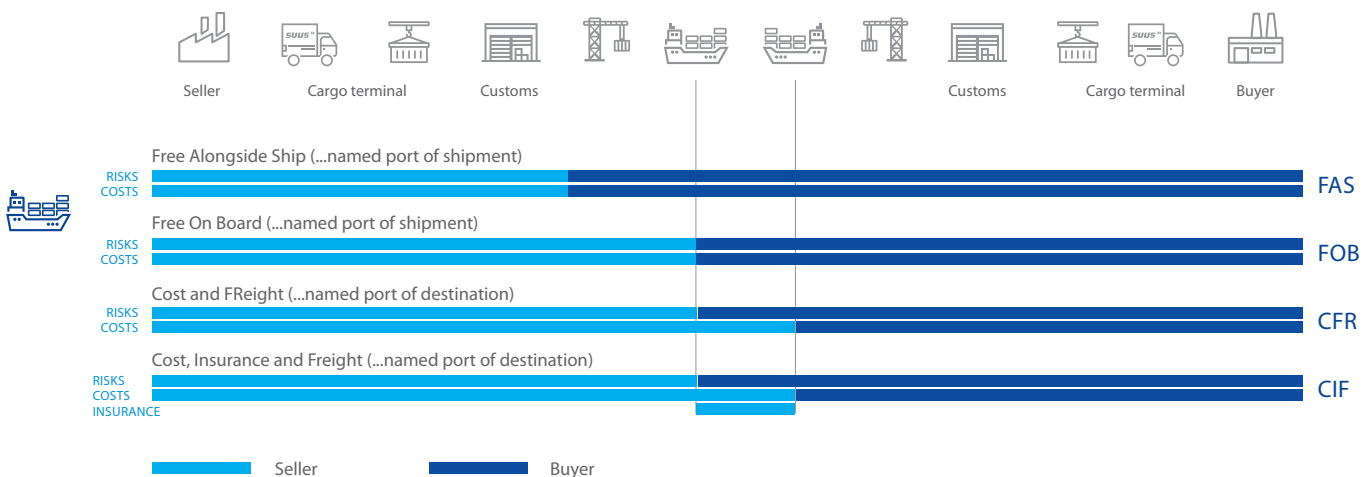 suus
suus
Seller
Cargo terminal
Customs
Customs
Cargo terminal
Buyer
Free Alongside Ship (...named port of shipment)
RISKS
COSTS
FAS
Free On Board (...named port of shipment)
RISKS
COSTS
FOB
Cost and FReight (...named port of destination)
RISKS
COSTS
CFR
Cost, Insurance and Freight (...named port of destination)
RISKS
COSTS
INSURANCE
CIF
Seller
Buyer